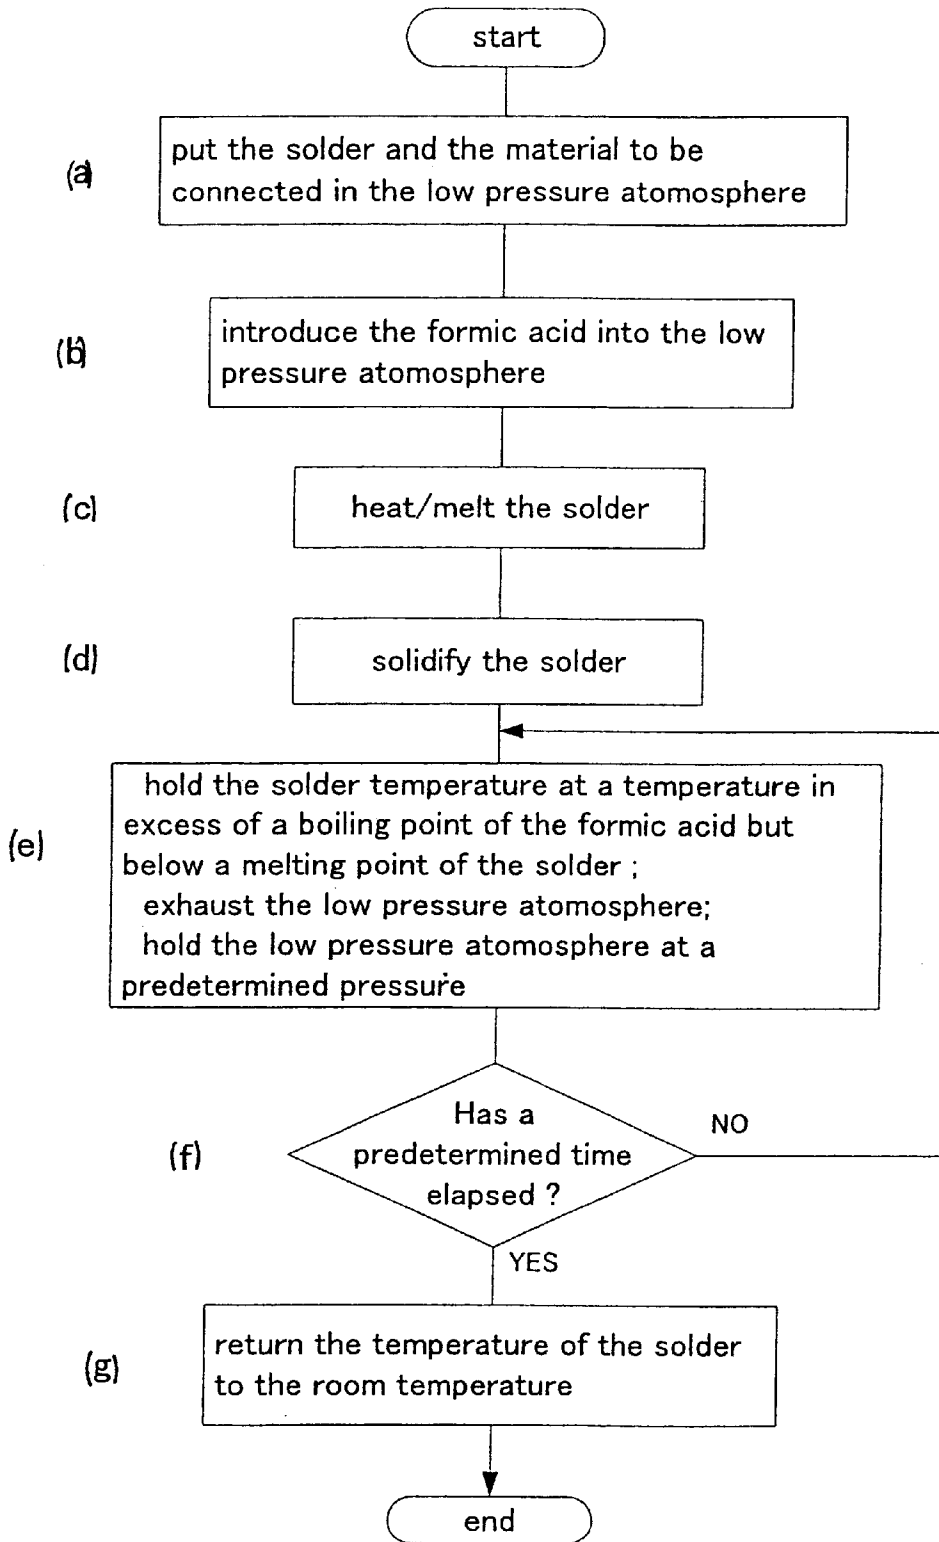 start
(a)
put the solder and the material to be
connected in the low pressure atomosphere
(b)
introduce the formic acid into the low
pressure atomosphere
(c)
heat/melt the solder
(d)
solidify the solder
(e)
hold the solder temperature at a temperature in
excess of a boiling point of the formic acid but
below a melting point of the solder ;
exhaust the low pressure atomosphere;
hold the low pressure atomosphere at a
predetermined pressure
(f)
Has a
predetermined time
elapsed ?
NO
YES
(g)
return the temperature of the solder
to the room temperature
end